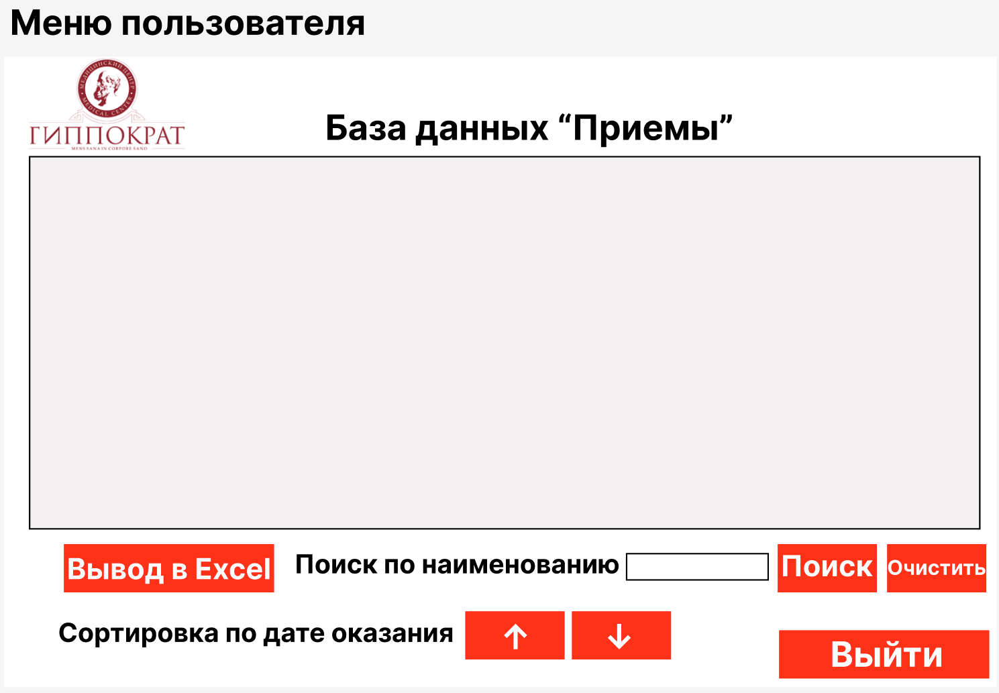 Меню пользователя
МЕДИЦИНСКИЙ ЦЕНТР
MEDICAL CENTER
ГИППОКРАТ
MENS SANA IN CORPORE SANO
База данных “Приемы”
Вывод в Excel
Поиск по наименованию
Поиск
Очистить
Сортировка по дате оказания
↑
↓
Выйти